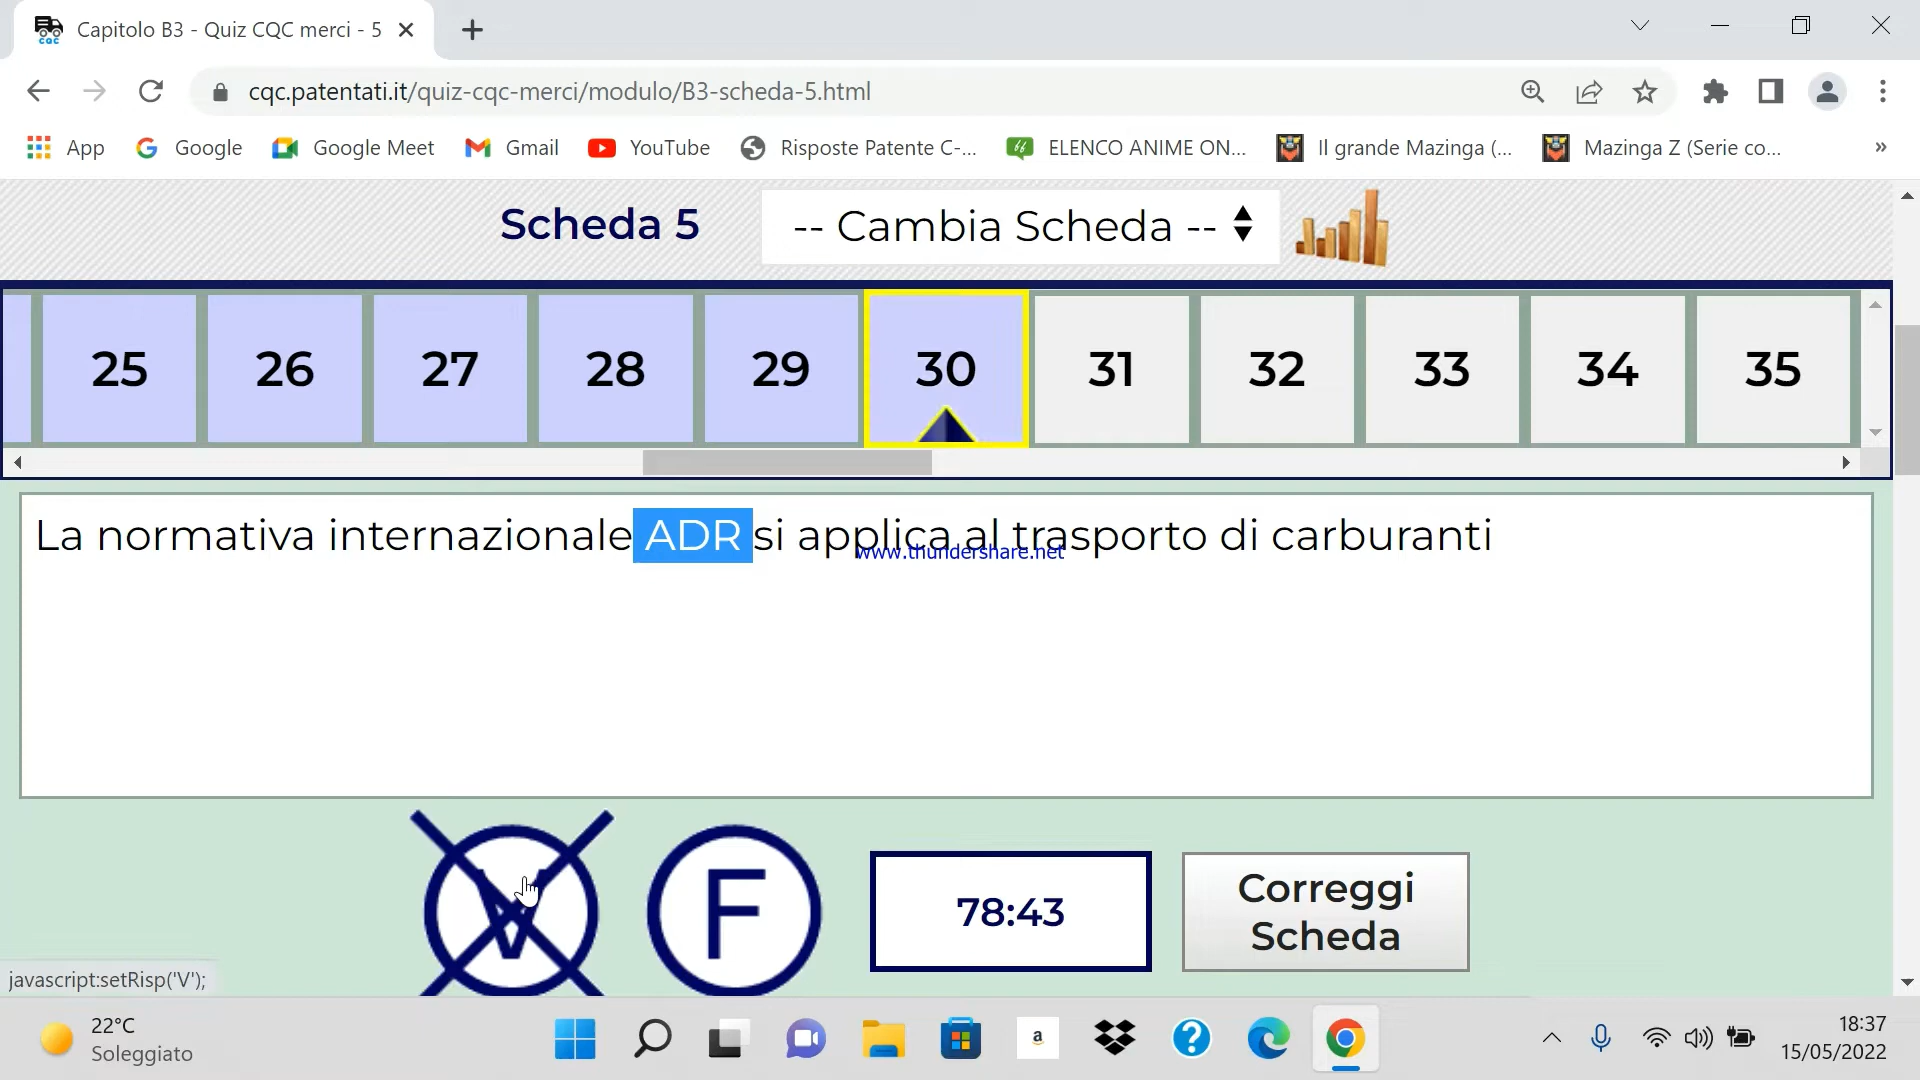 Capitolo B3 - Quiz CQC merci - 5
cqc.patentati.it/quiz-cqc-merci/modulo/B3-scheda-5.html
App Google Google Meet Gmail YouTube Risposte Patente C-... ELENCO ANIME ON... Il grande Mazinga (... Mazinga Z (Serie co... »
Scheda 5 -- Cambia Scheda --
25 26 27 28 29 30 31 32 33 34 35
La normativa internazionale ADR si applica al trasporto di carburanti
www.thundershare.net
V F 78:43 Correggi
Scheda
javascript:setRisp('V');
22°C
Soleggiato
18:37
15/05/2022